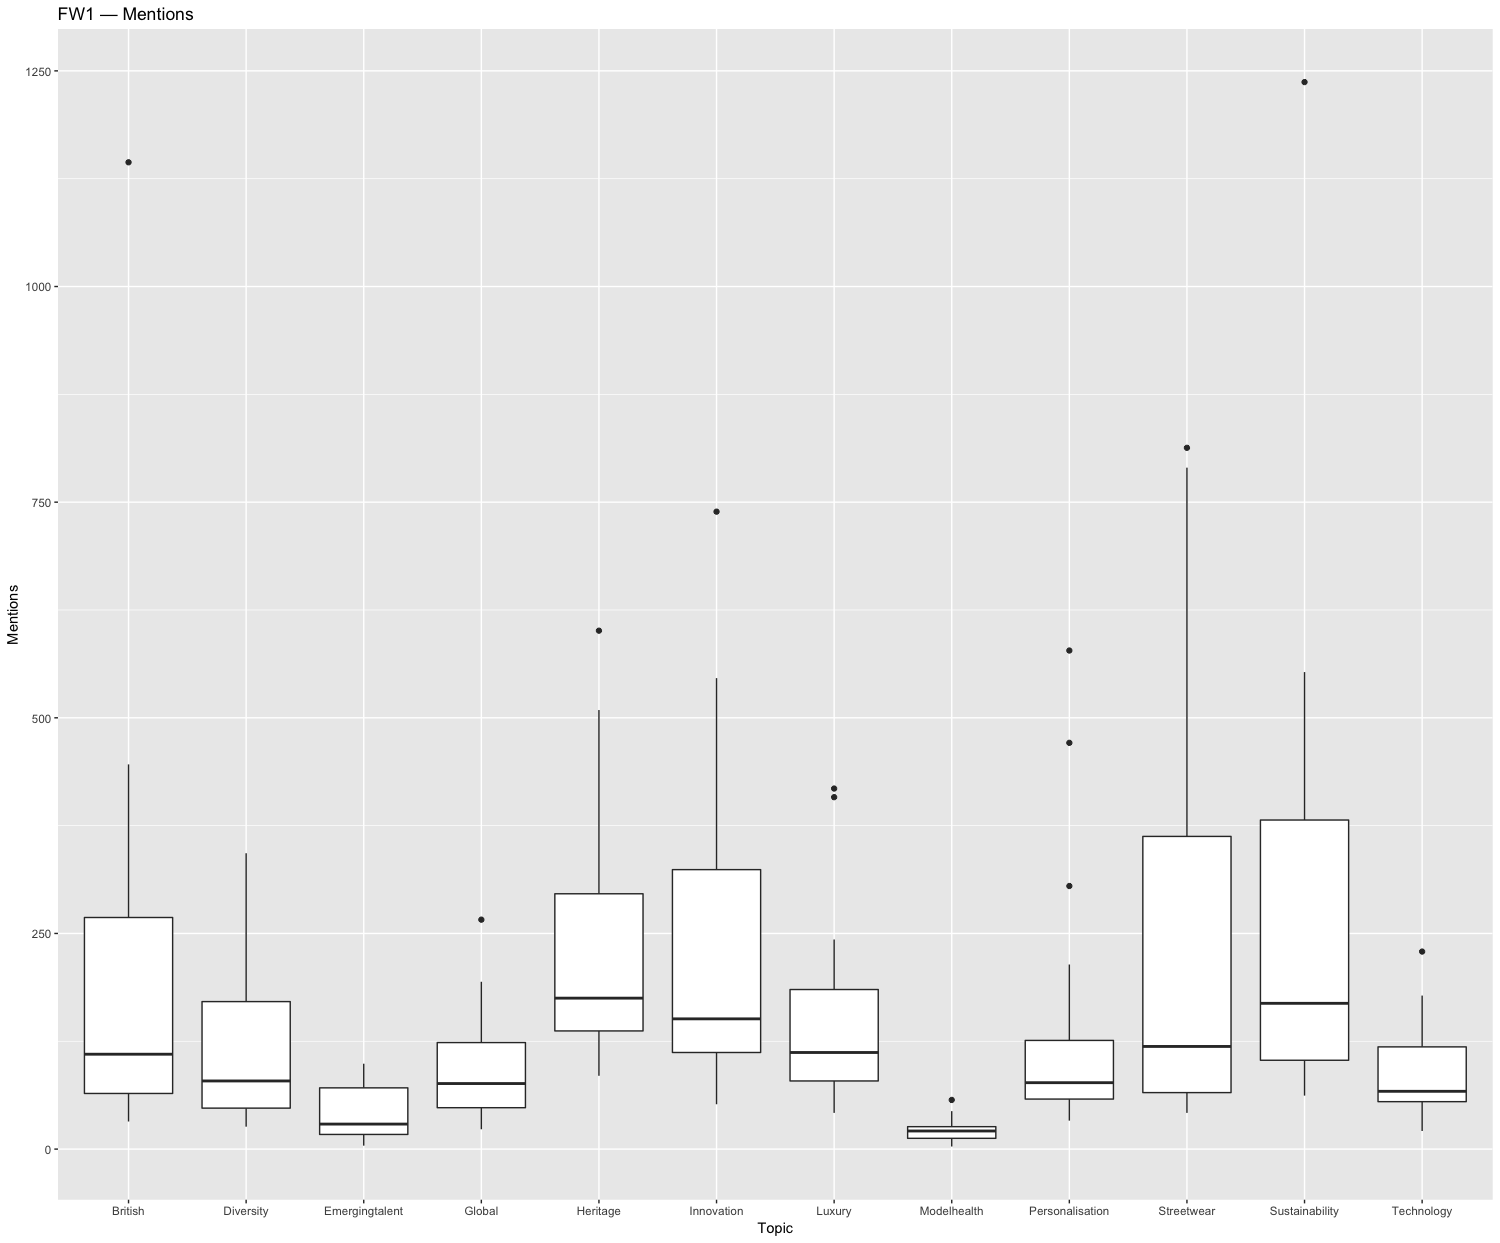 FW1 — Mentions
1250
1000
750
500
250
0
Mentions
British Diversity Emergingtalent Global Heritage Innovation Luxury Modelhealth Personalisation Streetwear Sustainability Technology
Topic